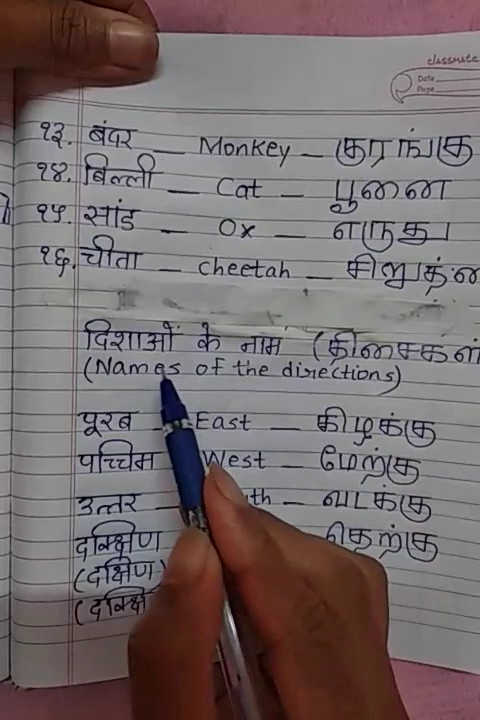 classmate
Date
Page
१३. बंदर — Monkey — குரங்கு
१४. बिल्ली — Cat — பூனை
१५. सांड — Ox — எருது
१६. चीता — cheetah —
दिशाओं के नाम (திசைகள்
(Names of the directions)
पूरब East — கிழக்கு
पच्चिम West — மேற்கு
उत्तर — th — வடக்கு
दक्खिण தெற்கு
(दक्षिण)